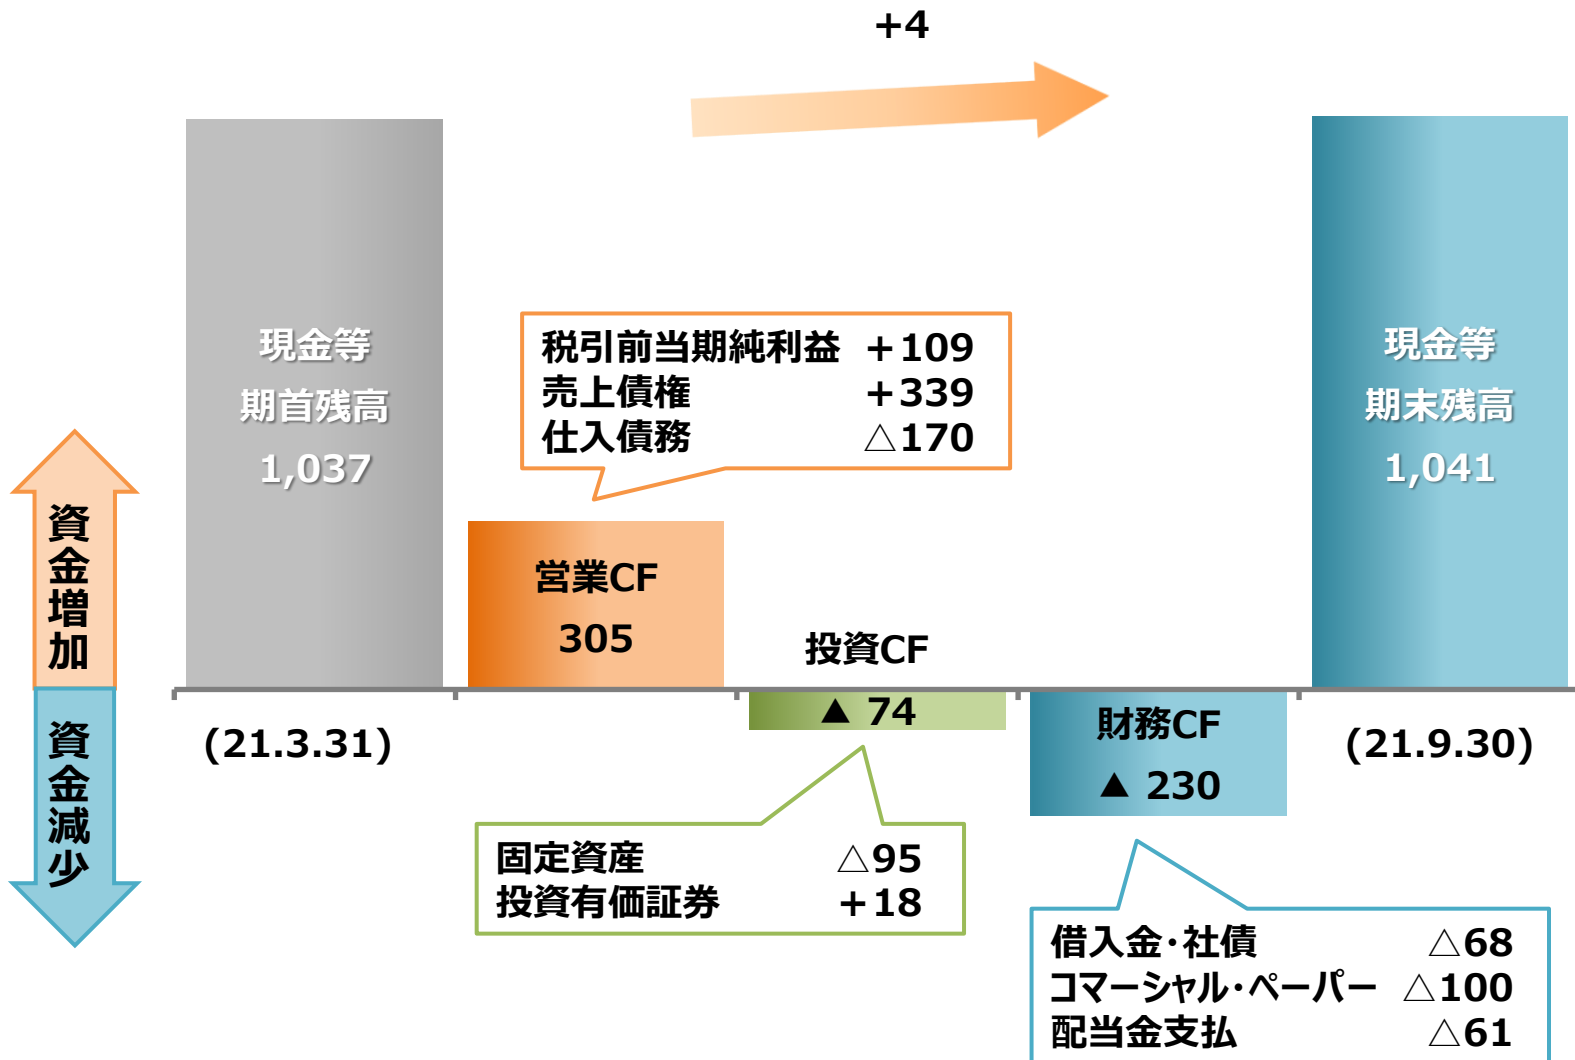 +4
現金等
期首残高
1,037
税引前当期純利益 +109
売上債権 +339
仕入債務 △170
現金等
期末残高
1,041
資金増加
営業CF
305
投資CF
▲ 74
財務CF
▲ 230
(21.3.31)
(21.9.30)
資金減少
固定資産 △95
投資有価証券 +18
借入金・社債 △68
コマーシャル・ペーパー △100
配当金支払 △61